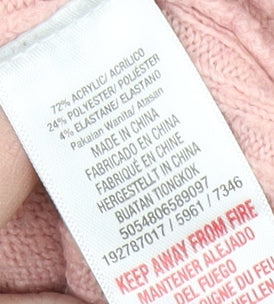 72% ACRYLIC/ ACRÍLICO
24% POLYESTER/ POLIÉSTER
4% ELASTANE/ ELASTANO
Pakaian Wanita/ Atasan
MADE IN CHINA
FABRICADO EN CHINA
FABRIQUÉ EN CHINE
HERGESTELLT IN CHINA
BUATAN TIONGKOK
5054806589097
192787017 / 5961 / 7346
KEEP AWAY FROM FIRE
MANTENER ALEJADO
DEL FUEGO